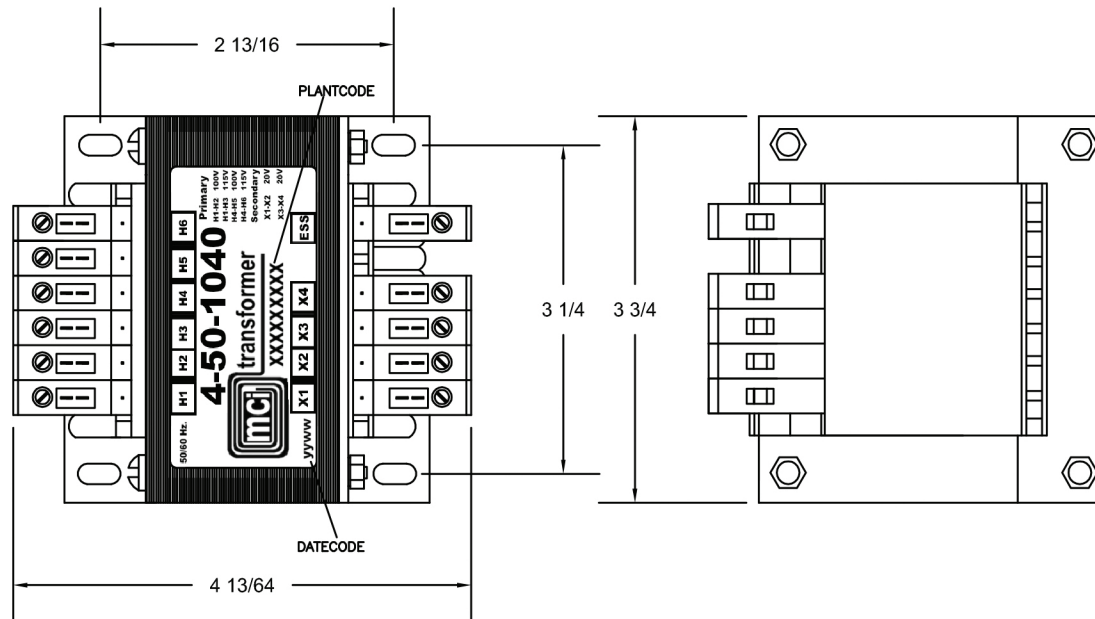 2 13/16
PLANTCODE
H6
H5
H4
H3
H2
H1
50/60 Hz.
4-50-1040
mci
transformer
XXXXXXXXX
Primary
H1-H2 100V
H1-H3 115V
H4-H5 100V
H4-H6 115V
Secondary
X1-X2 20V
X3-X4 20V
ESS
X4
X3
X2
X1
yyww
3 1/4
3 3/4
DATECODE
4 13/64